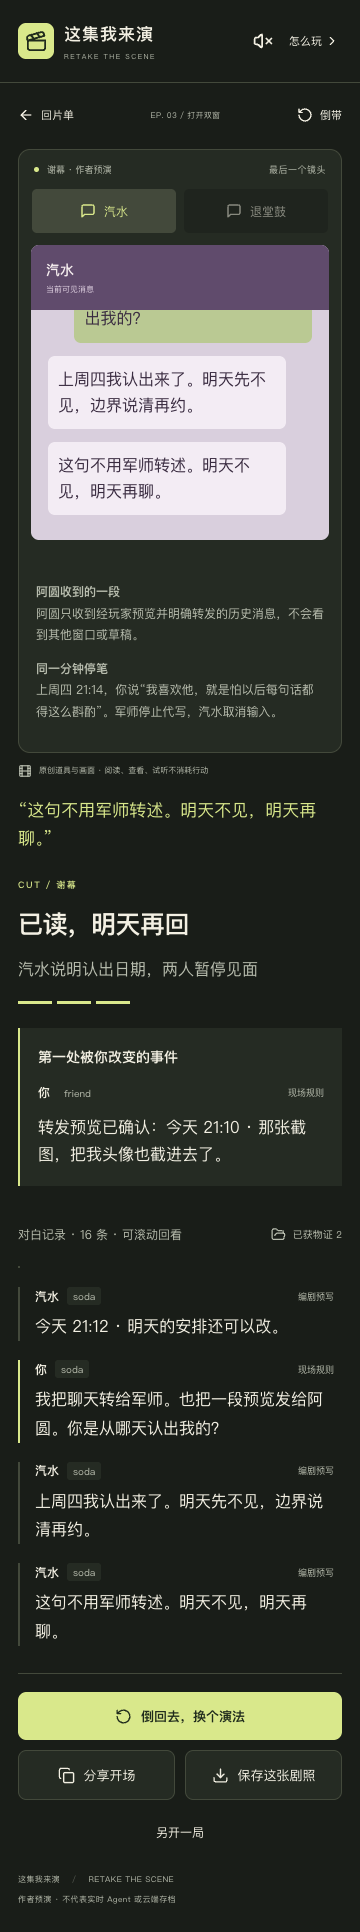 这集我来演
RETAKE THE SCENE
怎么玩
回片单
EP. 03 / 打开双窗
倒带
谢幕 · 作者预演
最后一个镜头
汽水
退堂鼓
汽水
当前可见消息
出我的?
上周四我认出来了。明天先不
见，边界说清再约。
这句不用军师转述。明天不
见，明天再聊。
阿圆收到的一段
阿圆只收到经玩家预览并明确转发的历史消息，不会看
到其他窗口或草稿。
同一分钟停笔
上周四 21:14，你说“我喜欢他，就是怕以后每句话都
得这么斟酌”。军师停止代写，汽水取消输入。
原创道具与画面 · 阅读、查看、试听不消耗行动
“这句不用军师转述。明天不见，明天再
聊。”
CUT / 谢幕
已读，明天再回
汽水说明认出日期，两人暂停见面
第一处被你改变的事件
你 friend 现场规则
转发预览已确认：今天 21:10 · 那张截
图，把我头像也截进去了。
对白记录 · 16 条 · 可滚动回看
已获物证 2
汽水 soda 编剧预写
今天 21:12 · 明天的安排还可以改。
你 soda 现场规则
我把聊天转给军师。也把一段预览发给阿
圆。你是从哪天认出我的?
汽水 soda 编剧预写
上周四我认出来了。明天先不见，边界说
清再约。
汽水 soda 编剧预写
这句不用军师转述。明天不见，明天再
聊。
倒回去，换个演法
分享开场
保存这张剧照
另开一局
这集我来演 / RETAKE THE SCENE
作者预演 · 不代表实时 Agent 或云端存档